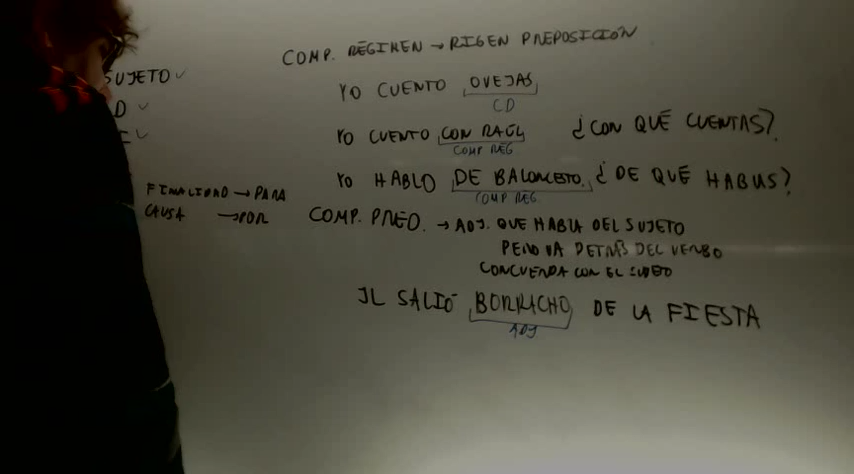 COMP. RÉGIMEN → RIGEN PREPOSICIÓN
SUJETO ✓
D ✓
I ✓
YO CUENTO OVEJAS
CD
YO CUENTO CON RAÚL ¿CON QUÉ CUENTAS?
COMP REG
YO HABLO DE BALONCESTO. ¿DE QUÉ HABLAS?
COMP REG.
FINALIDAD → PARA
CAUSA → POR
COMP. PRED. → ADJ. QUE HABLA DEL SUJETO
PERO VA DETRÁS DEL VERBO
CONCUERDA CON EL SUJETO
ÉL SALIÓ BORRACHO DE LA FIESTA
ADJ